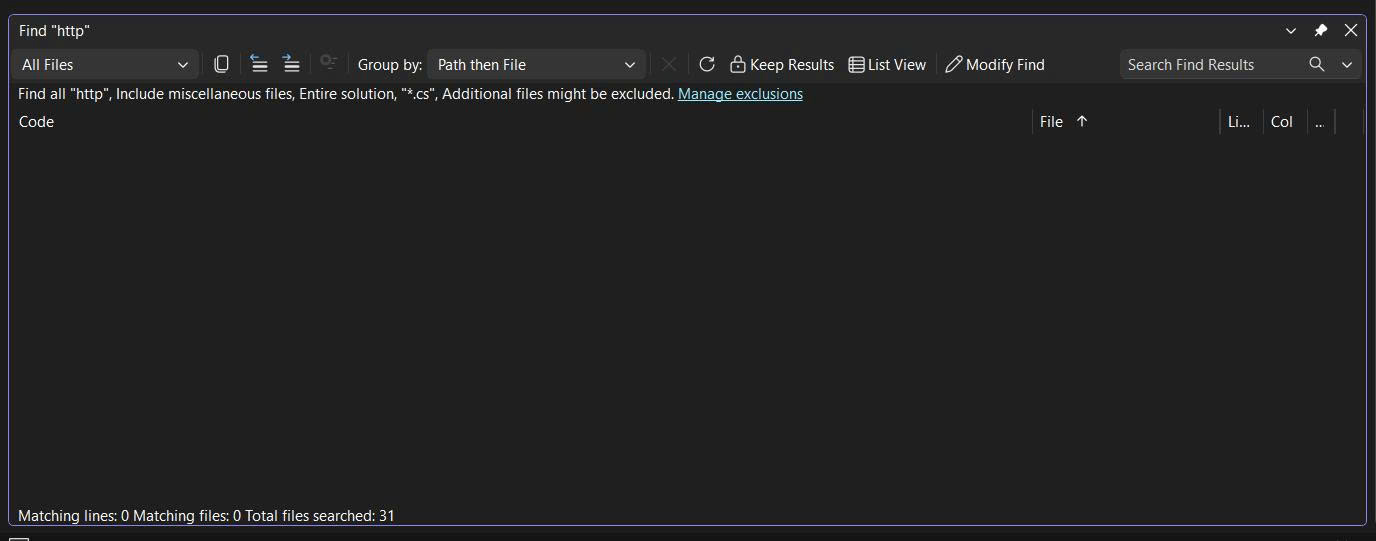 Find "http"
All Files Group by: Path then File Keep Results List View Modify Find Search Find Results
Find all "http", Include miscellaneous files, Entire solution, "*.cs", Additional files might be excluded. Manage exclusions
Code File Li... Col ...
Matching lines: 0 Matching files: 0 Total files searched: 31